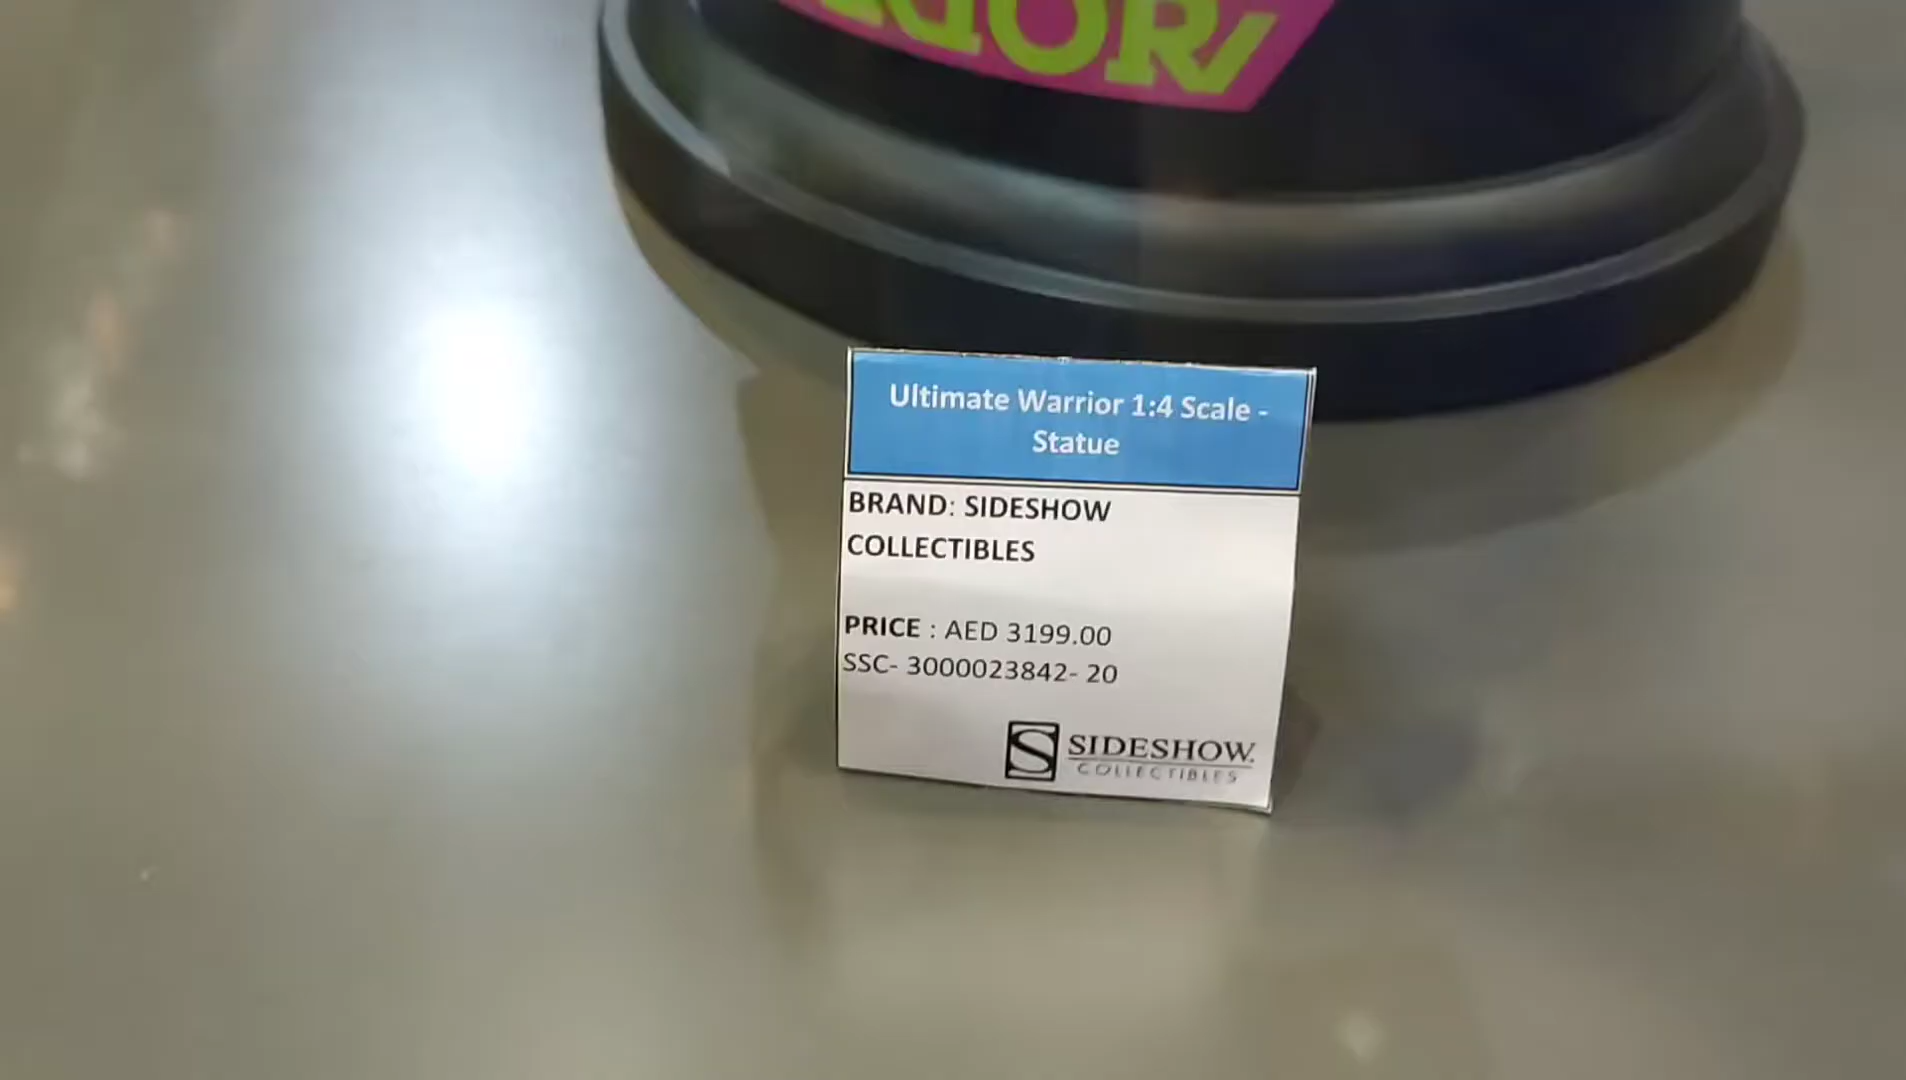 Ultimate Warrior 1:4 Scale -
Statue
BRAND: SIDESHOW
COLLECTIBLES
PRICE : AED 3199.00
SSC- 3000023842- 20
S SIDESHOW.
COLLECTIBLES